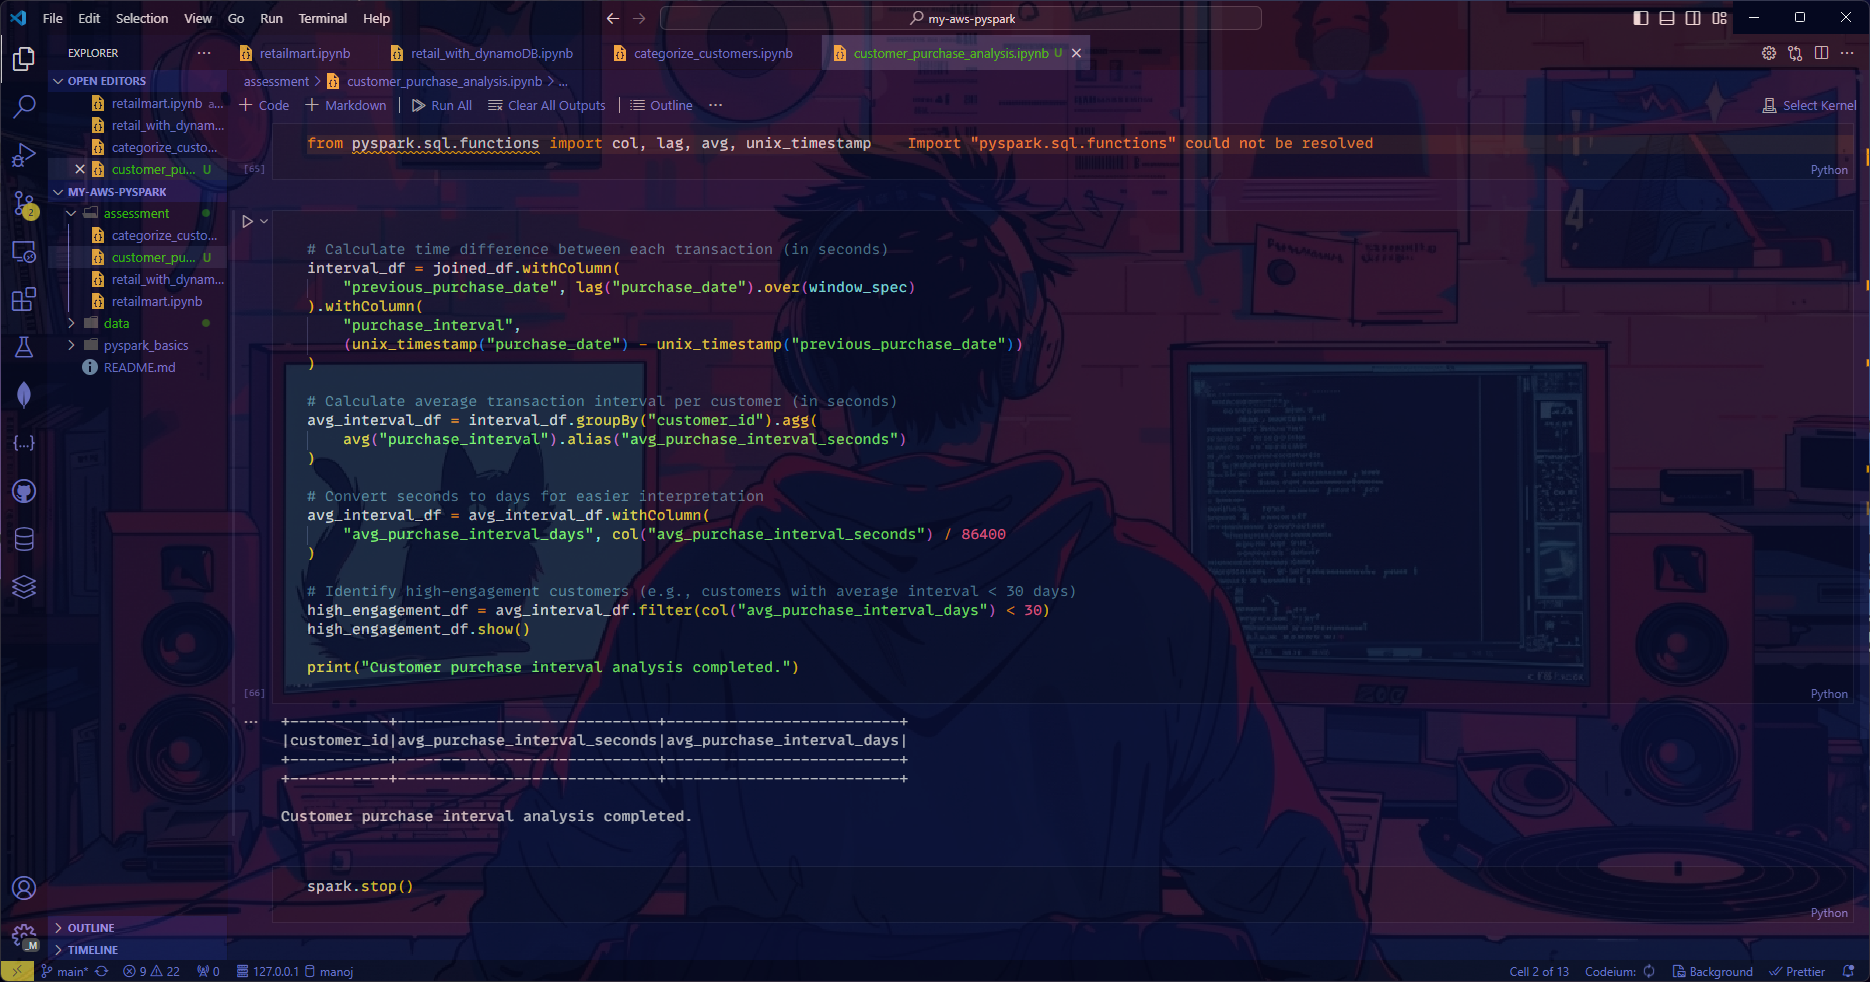 File Edit Selection View Go Run Terminal Help
my-aws-pyspark
EXPLORER
retailmart.ipynb
retail_with_dynamoDB.ipynb
categorize_customers.ipynb
customer_purchase_analysis.ipynb U
OPEN EDITORS
retailmart.ipynb a...
retail_with_dynam...
categorize_custo...
customer_pu... U
MY-AWS-PYSPARK
assessment
categorize_custo...
customer_pu... U
retail_with_dynam...
retailmart.ipynb
data
pyspark_basics
README.md
OUTLINE
TIMELINE
assessment > customer_purchase_analysis.ipynb > ...
+ Code + Markdown | Run All Clear All Outputs | Outline ...
Select Kernel
from pyspark.sql.functions import col, lag, avg, unix_timestamp Import "pyspark.sql.functions" could not be resolved
[65]
Python
# Calculate time difference between each transaction (in seconds)
interval_df = joined_df.withColumn(
    "previous_purchase_date", lag("purchase_date").over(window_spec)
).withColumn(
    "purchase_interval",
    (unix_timestamp("purchase_date") - unix_timestamp("previous_purchase_date"))
)
# Calculate average transaction interval per customer (in seconds)
avg_interval_df = interval_df.groupBy("customer_id").agg(
    avg("purchase_interval").alias("avg_purchase_interval_seconds")
)
# Convert seconds to days for easier interpretation
avg_interval_df = avg_interval_df.withColumn(
    "avg_purchase_interval_days", col("avg_purchase_interval_seconds") / 86400
)
# Identify high-engagement customers (e.g., customers with average interval < 30 days)
high_engagement_df = avg_interval_df.filter(col("avg_purchase_interval_days") < 30)
high_engagement_df.show()
print("Customer purchase interval analysis completed.")
[66]
Python
+-----------+-----------------------------+--------------------------+
|customer_id|avg_purchase_interval_seconds|avg_purchase_interval_days|
+-----------+-----------------------------+--------------------------+
+-----------+-----------------------------+--------------------------+
Customer purchase interval analysis completed.
spark.stop()
Python
main* 9 22 0 127.0.0.1 manoj
Cell 2 of 13 Codeium: Background Prettier